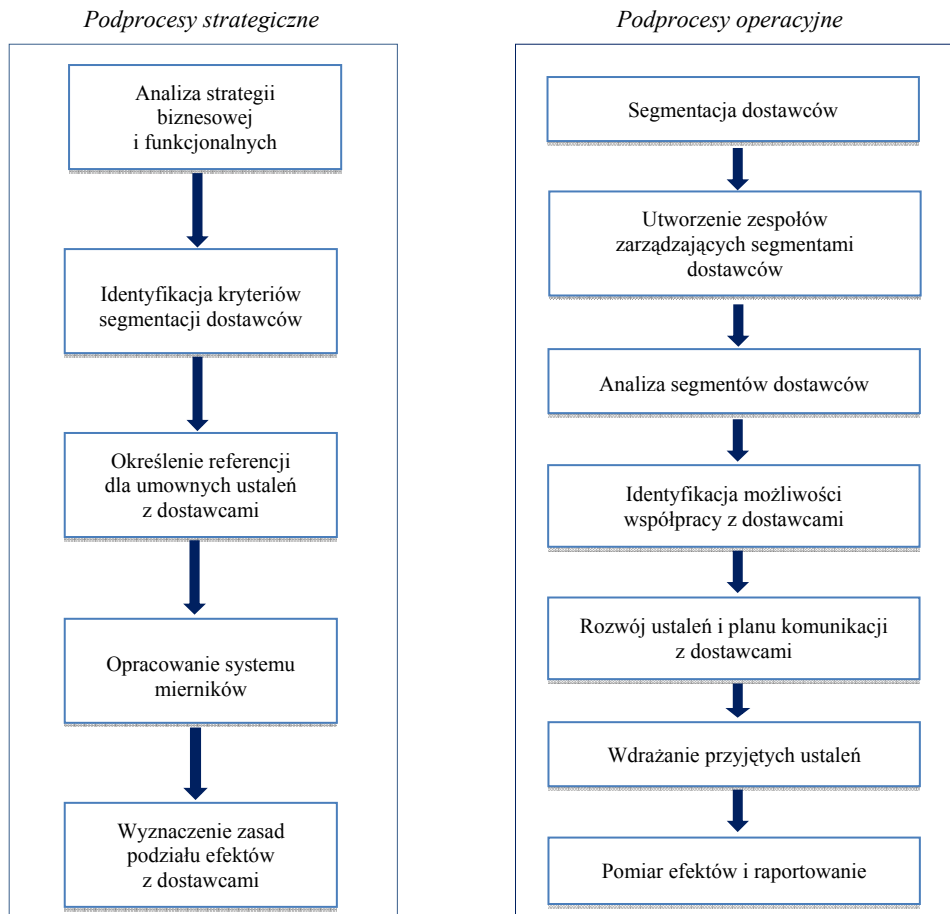 Podprocesy strategiczne
Analiza strategii
biznesowej
i funkcjonalnych
Identyfikacja kryteriów
segmentacji dostawców
Określenie referencji
dla umownych ustaleń
z dostawcami
Opracowanie systemu
mierników
Wyznaczenie zasad
podziału efektów
z dostawcami
Podprocesy operacyjne
Segmentacja dostawców
Utworzenie zespołów
zarządzających segmentami
dostawców
Analiza segmentów dostawców
Identyfikacja możliwości
współpracy z dostawcami
Rozwój ustaleń i planu komunikacji
z dostawcami
Wdrażanie przyjętych ustaleń
Pomiar efektów i raportowanie